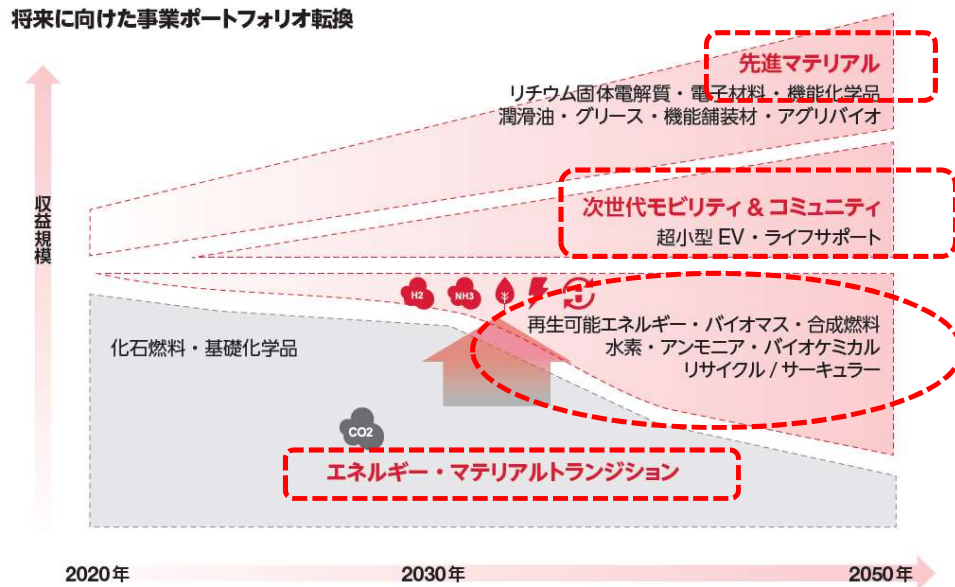 将来に向けた事業ポートフォリオ転換
先進マテリアル
リチウム固体電解質・電子材料・機能化学品
潤滑油・グリース・機能舗装材・アグリバイオ
収益規模
次世代モビリティ & コミュニティ
超小型 EV・ライフサポート
H2
NH3
再生可能エネルギー・バイオマス・合成燃料
水素・アンモニア・バイオケミカル
リサイクル / サーキュラー
化石燃料・基礎化学品
CO2
エネルギー・マテリアルトランジション
2020年
2030年
2050年